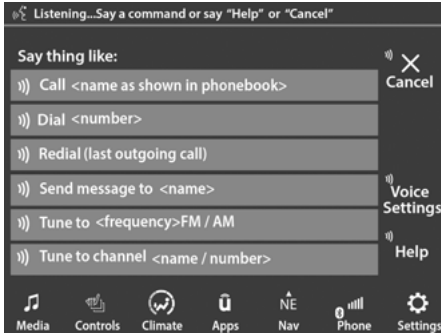 Listening...Say a command or say “Help” or “Cancel”
Say thing like:
Call <name as shown in phonebook>
Cancel
Dial <number>
Redial (last outgoing call)
Send message to <name>
Voice
Settings
Tune to <frequency>FM / AM
Tune to channel <name / number>
Help
NE
Media Controls Climate Apps Nav Phone Settings